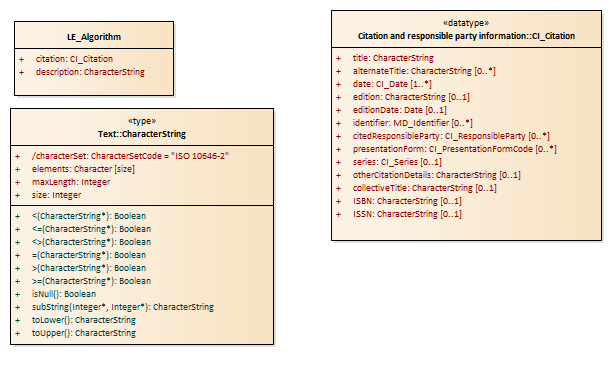 LE_Algorithm
+ citation: CI_Citation
+ description: CharacterString
«type»
Text::CharacterString
+ /characterSet: CharacterSetCode = "ISO 10646-2"
+ elements: Character [size]
+ maxLength: Integer
+ size: Integer
+ <(CharacterString*): Boolean
+ <=(CharacterString*): Boolean
+ <>(CharacterString*): Boolean
+ =(CharacterString*): Boolean
+ >(CharacterString*): Boolean
+ >=(CharacterString*): Boolean
+ isNull(): Boolean
+ subString(Integer*, Integer*): CharacterString
+ toLower(): CharacterString
+ toUpper(): CharacterString
«datatype»
Citation and responsible party information::CI_Citation
+ title: CharacterString
+ alternateTitle: CharacterString [0..*]
+ date: CI_Date [1..*]
+ edition: CharacterString [0..1]
+ editionDate: Date [0..1]
+ identifier: MD_Identifier [0..*]
+ citedResponsibleParty: CI_ResponsibleParty [0..*]
+ presentationForm: CI_PresentationFormCode [0..*]
+ series: CI_Series [0..1]
+ otherCitationDetails: CharacterString [0..1]
+ collectiveTitle: CharacterString [0..1]
+ ISBN: CharacterString [0..1]
+ ISSN: CharacterString [0..1]